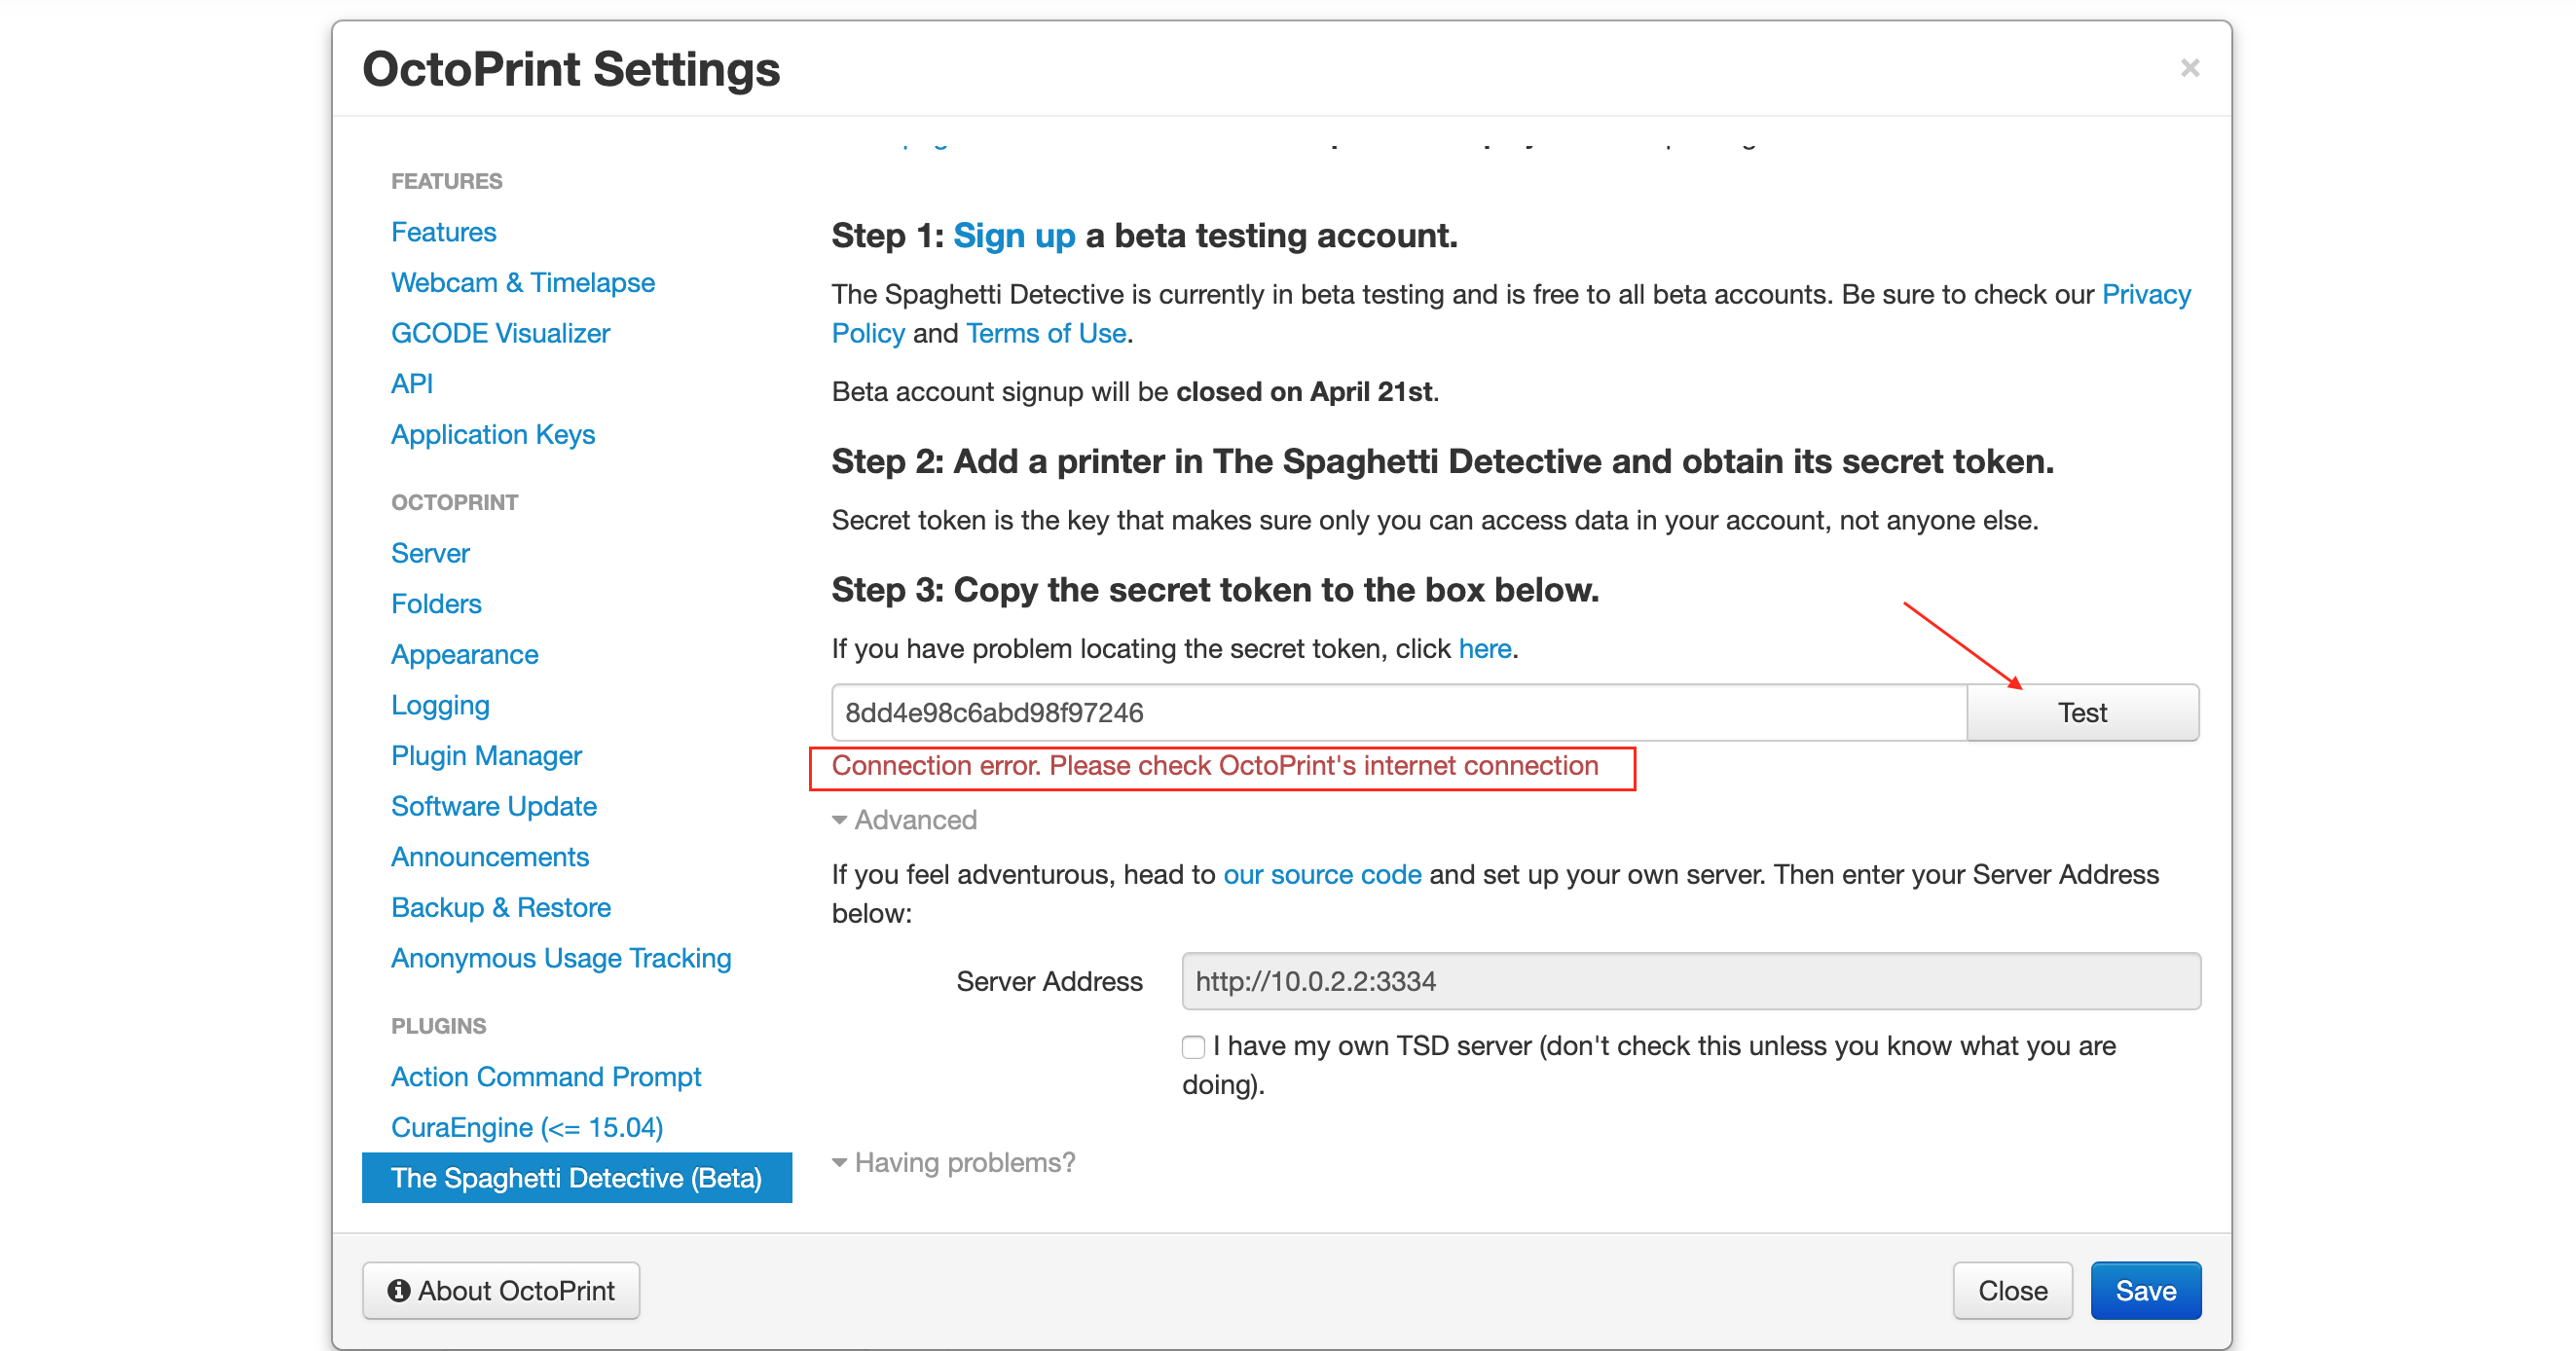 OctoPrint Settings
×
FEATURES
Features
Webcam & Timelapse
GCODE Visualizer
API
Application Keys
OCTOPRINT
Server
Folders
Appearance
Logging
Plugin Manager
Software Update
Announcements
Backup & Restore
Anonymous Usage Tracking
PLUGINS
Action Command Prompt
CuraEngine (<= 15.04)
The Spaghetti Detective (Beta)
Step 1: Sign up a beta testing account.
The Spaghetti Detective is currently in beta testing and is free to all beta accounts. Be sure to check our Privacy
Policy and Terms of Use.
Beta account signup will be closed on April 21st.
Step 2: Add a printer in The Spaghetti Detective and obtain its secret token.
Secret token is the key that makes sure only you can access data in your account, not anyone else.
Step 3: Copy the secret token to the box below.
If you have problem locating the secret token, click here.
8dd4e98c6abd98f97246
Test
Connection error. Please check OctoPrint's internet connection
Advanced
If you feel adventurous, head to our source code and set up your own server. Then enter your Server Address
below:
Server Address
http://10.0.2.2:3334
I have my own TSD server (don't check this unless you know what you are
doing).
Having problems?
About OctoPrint
Close
Save